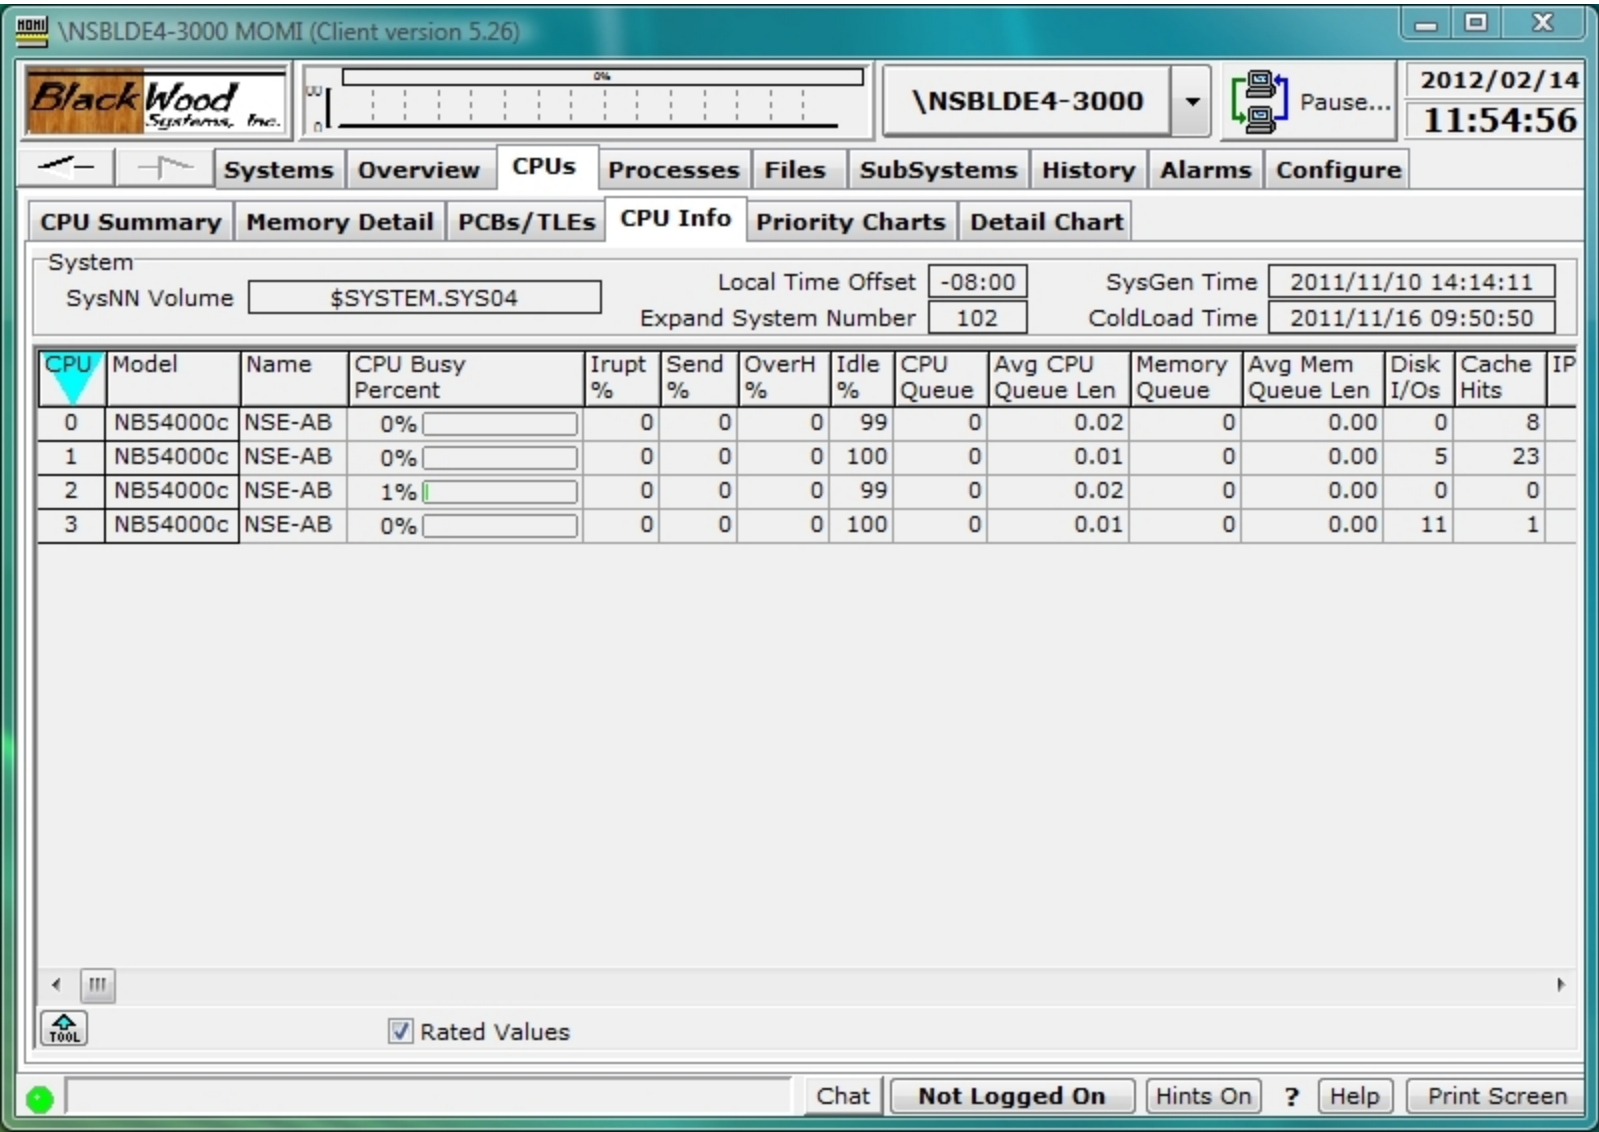 MOMI \NSBLDE4-3000 MOMI (Client version 5.26)
BlackWood Systems, Inc.
0%
0
\NSBLDE4-3000
Pause...
2012/02/14
11:54:56
Systems Overview CPUs Processes Files SubSystems History Alarms Configure
CPU Summary Memory Detail PCBs/TLEs CPU Info Priority Charts Detail Chart
System
SysNN Volume $SYSTEM.SYS04
Local Time Offset -08:00
SysGen Time 2011/11/10 14:14:11
Expand System Number 102
ColdLoad Time 2011/11/16 09:50:50
CPU Model Name CPU Busy Percent Irupt % Send % OverH % Idle % CPU Queue Avg CPU Queue Len Memory Queue Avg Mem Queue Len Disk I/Os Cache Hits IP
0 NB54000c NSE-AB 0% 0 0 0 99 0 0.02 0 0.00 0 8
1 NB54000c NSE-AB 0% 0 0 0 100 0 0.01 0 0.00 5 23
2 NB54000c NSE-AB 1% 0 0 0 99 0 0.02 0 0.00 0 0
3 NB54000c NSE-AB 0% 0 0 0 100 0 0.01 0 0.00 11 1
TOOL
Rated Values
Chat Not Logged On Hints On ? Help Print Screen